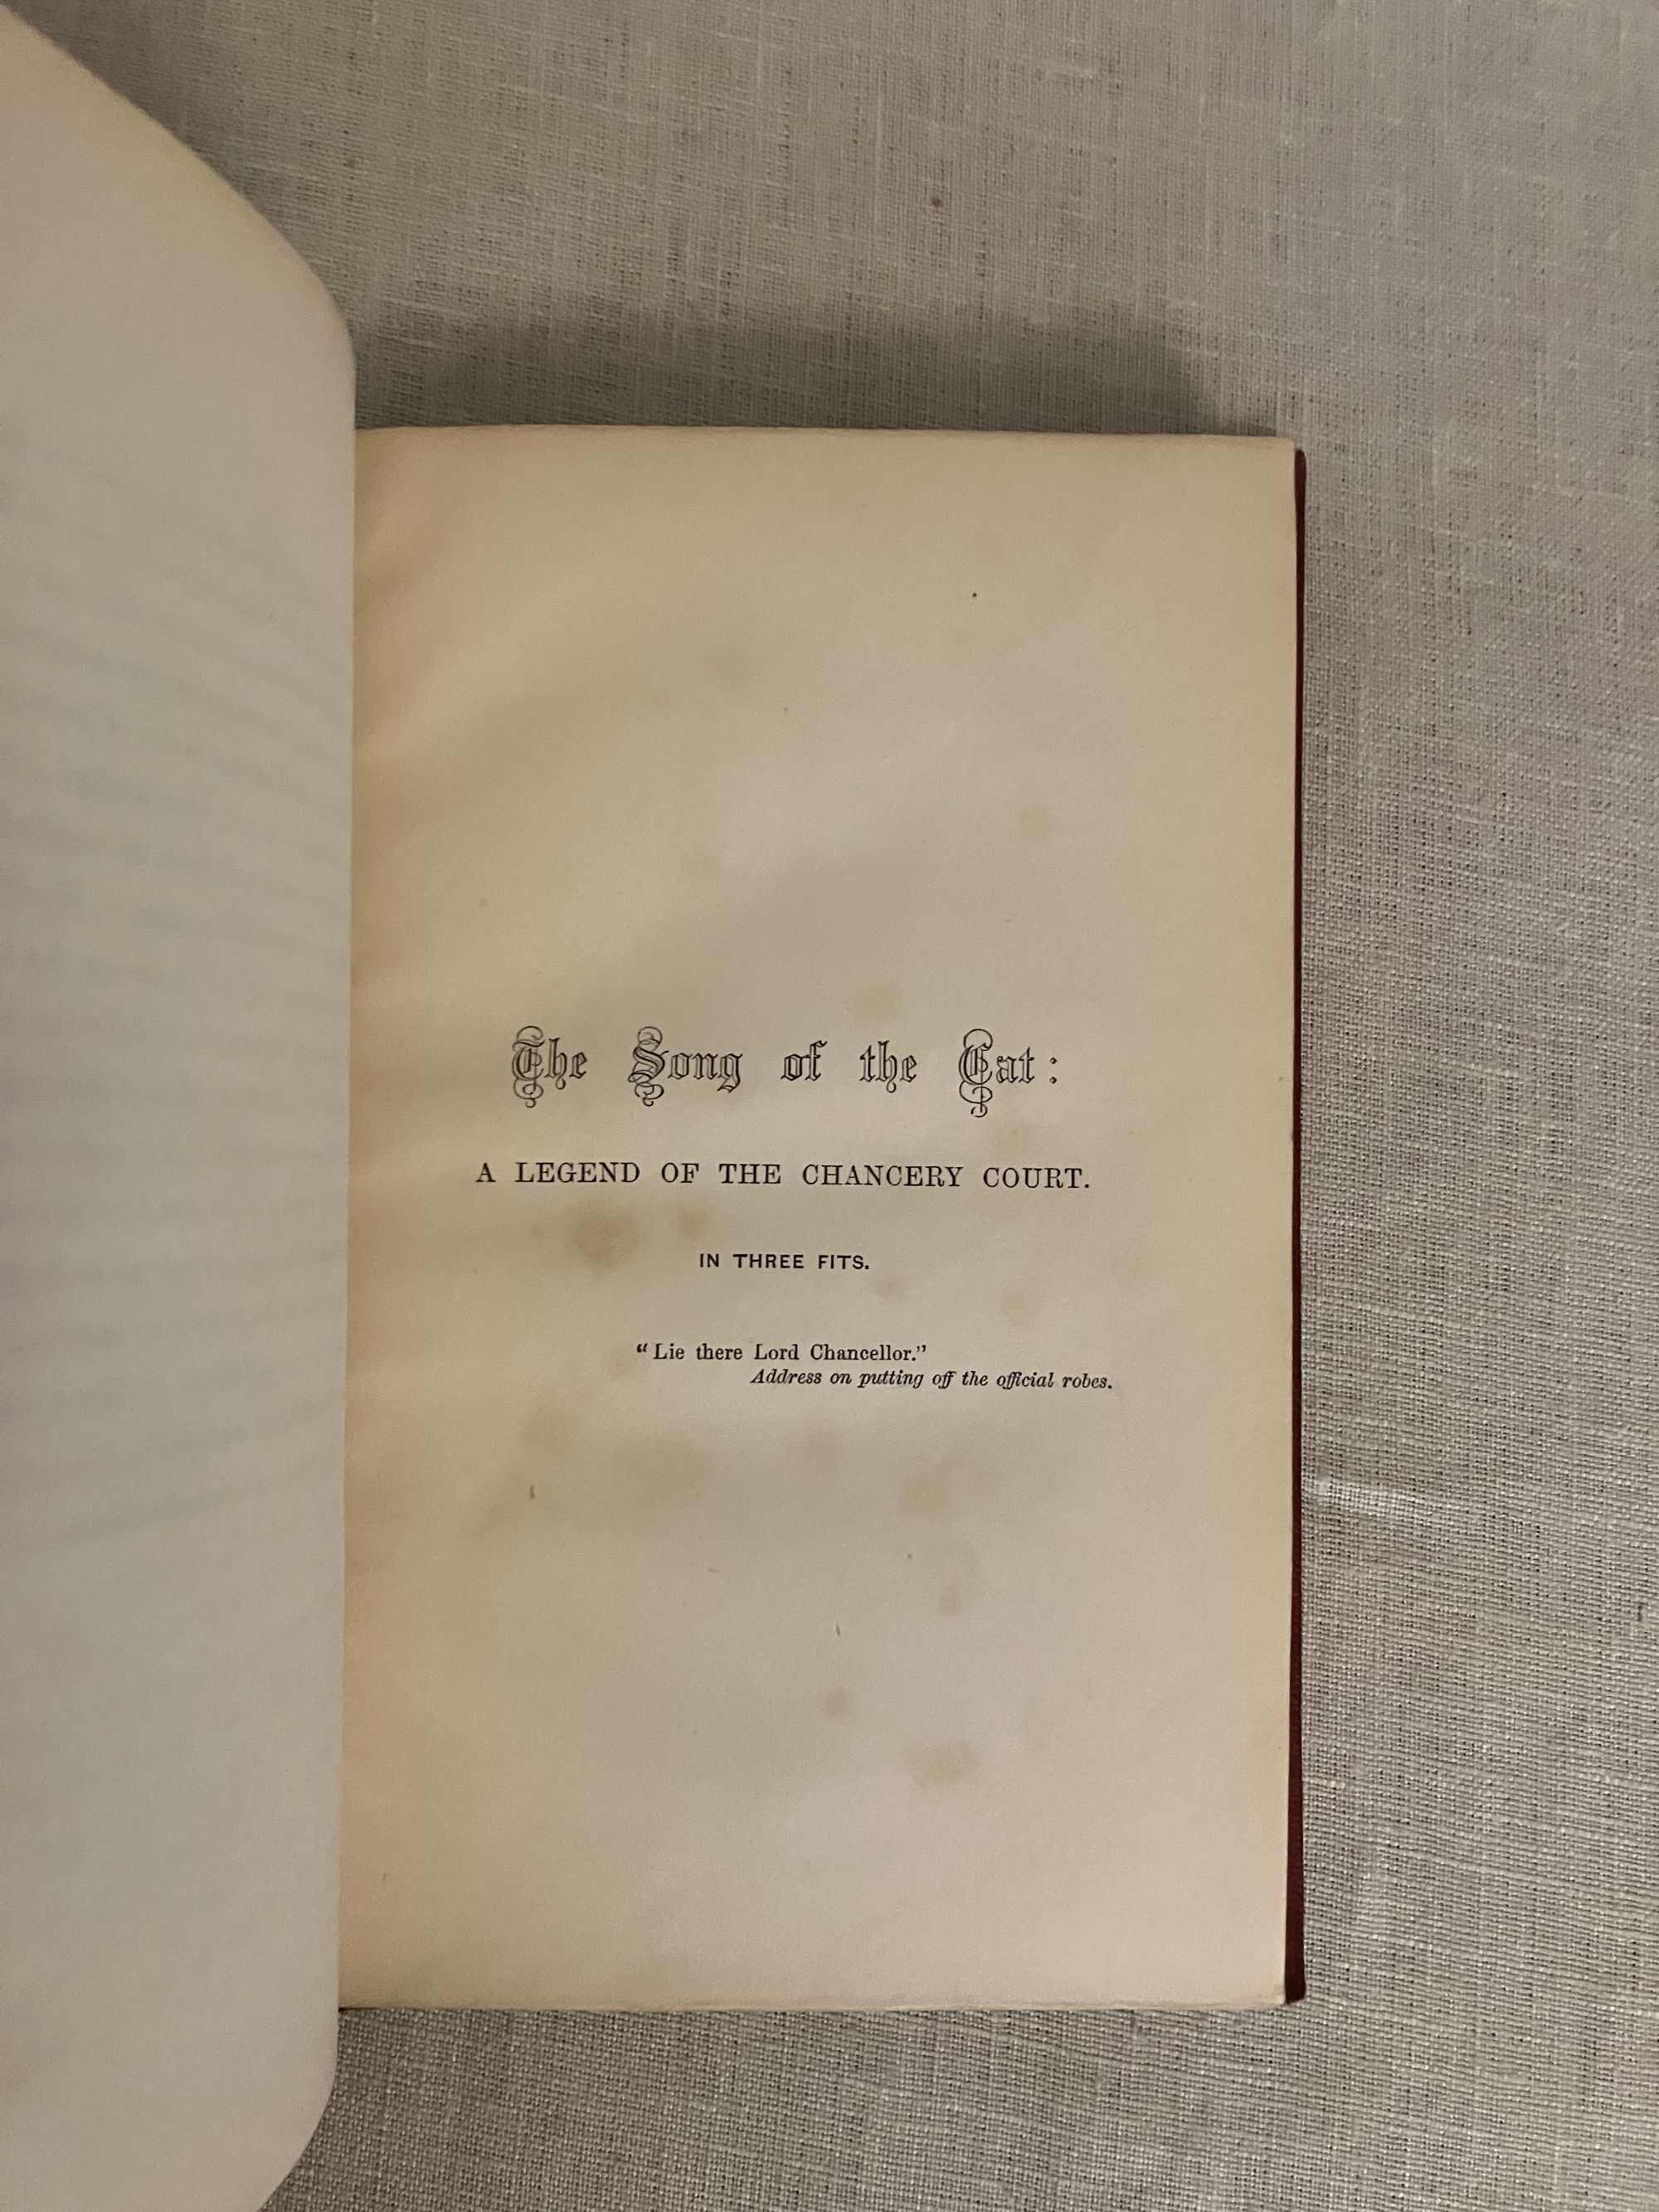 The Song of the Cat:
A LEGEND OF THE CHANCERY COURT.
IN THREE FITS.
“Lie there Lord Chancellor.”
Address on putting off the official robes.